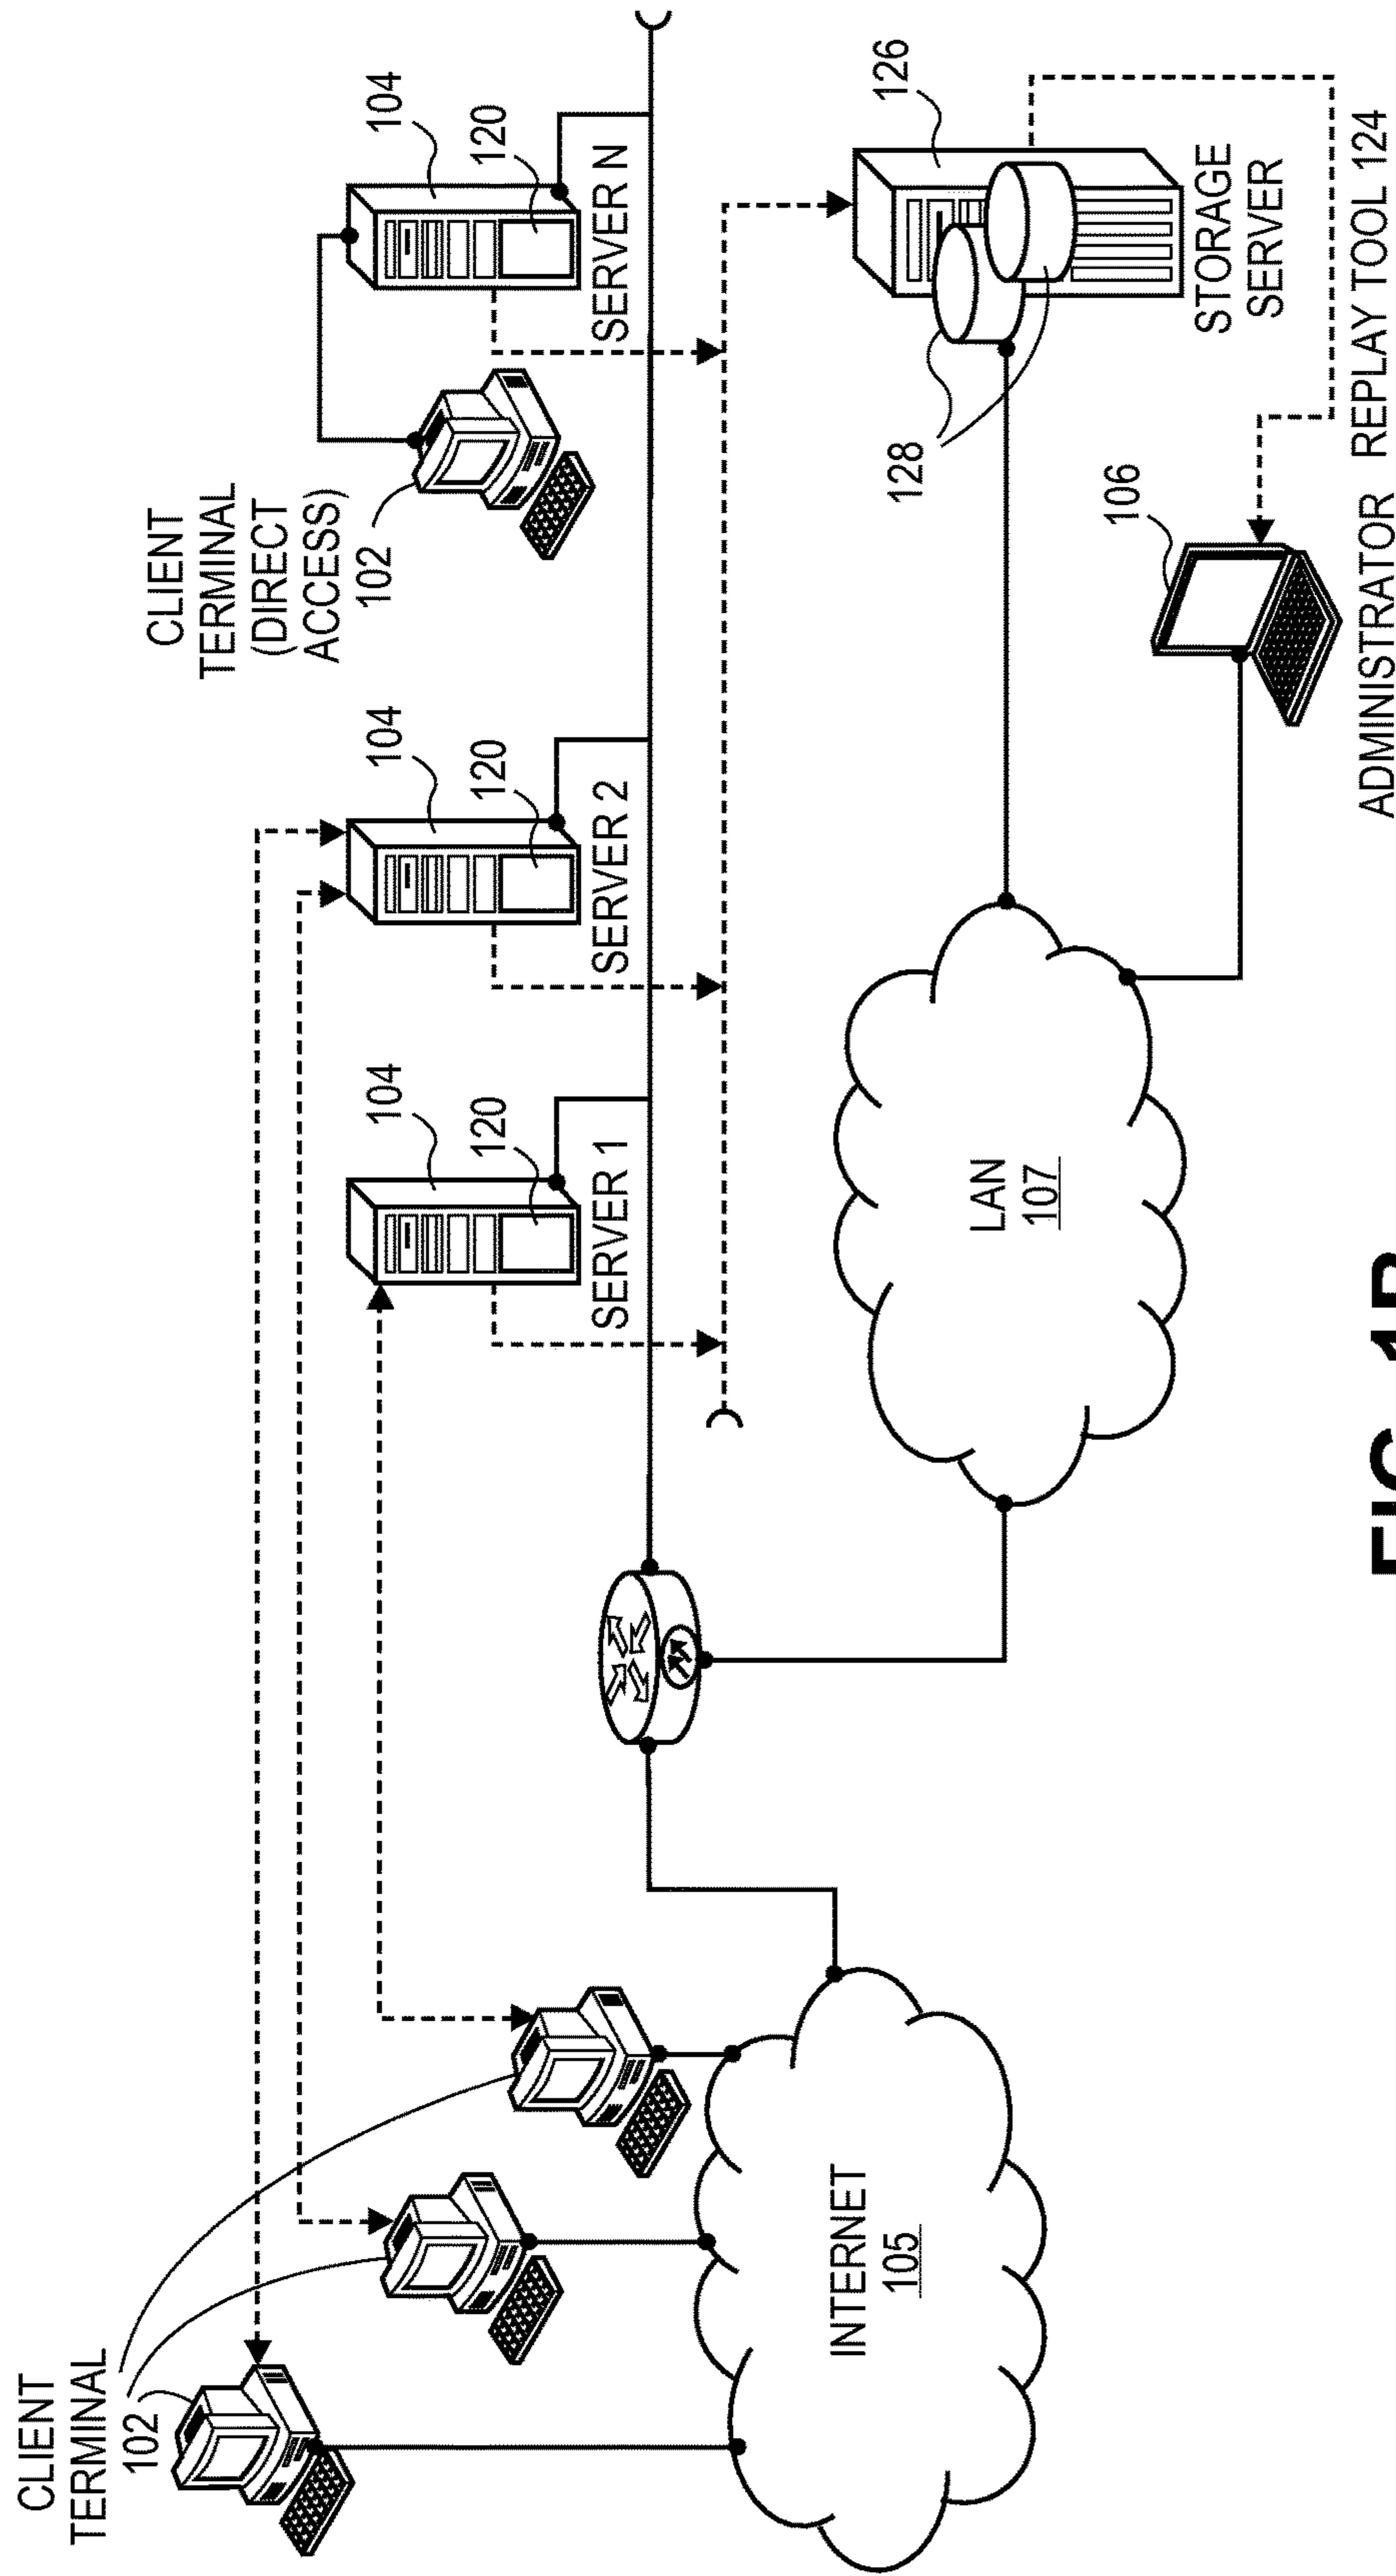 CLIENT
TERMINAL
102
CLIENT
TERMINAL
(DIRECT
ACCESS)
102
104
120
SERVER 1
104
120
SERVER 2
104
120
SERVER N
INTERNET
105
LAN
107
126
128
STORAGE
SERVER
106
ADMINISTRATOR REPLAY TOOL 124